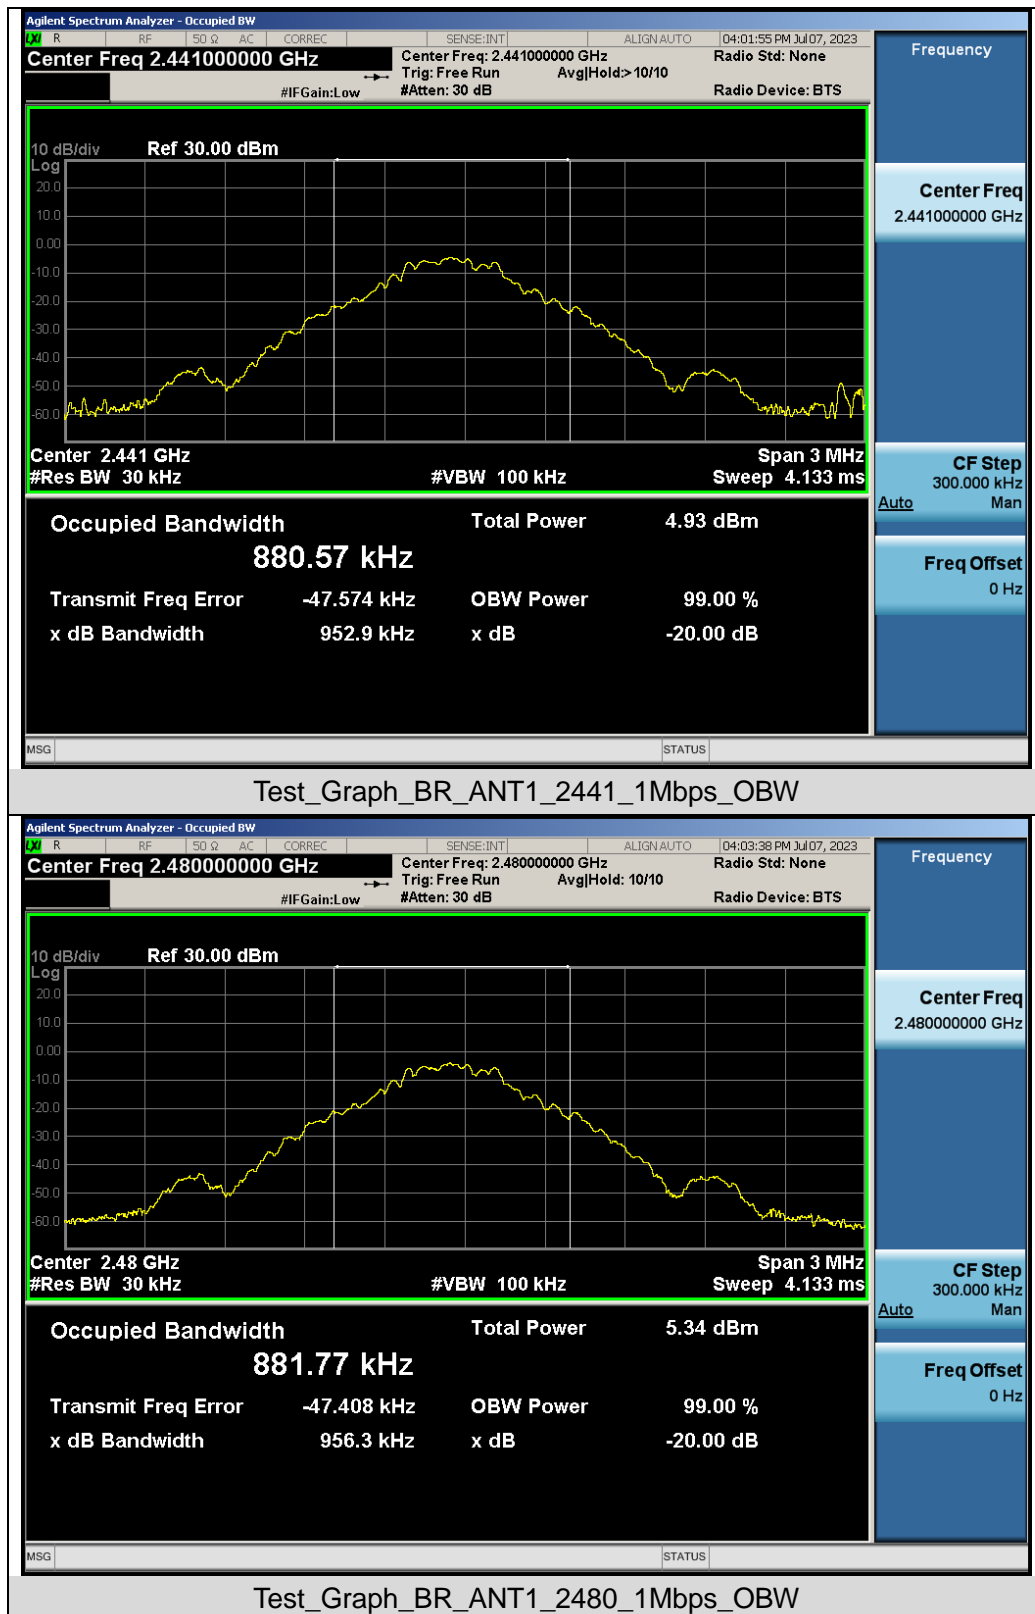 Agilent Spectrum Analyzer - Occupied BW
LXI R RF 50 Ω AC CORREC SENSE:INT ALIGN AUTO 04:01:55 PM Jul 07, 2023
Center Freq 2.441000000 GHz Center Freq: 2.441000000 GHz Radio Std: None Frequency
Trig: Free Run Avg|Hold:> 10/10
#IFGain:Low #Atten: 30 dB Radio Device: BTS
10 dB/div Ref 30.00 dBm
Log
20.0
10.0
0.00
-10.0
-20.0
-30.0
-40.0
-50.0
-60.0
Center 2.441 GHz Span 3 MHz
#Res BW 30 kHz #VBW 100 kHz Sweep 4.133 ms
Center Freq
2.441000000 GHz
CF Step
300.000 kHz
Auto Man
Freq Offset
0 Hz
Occupied Bandwidth Total Power 4.93 dBm
880.57 kHz
Transmit Freq Error -47.574 kHz OBW Power 99.00 %
x dB Bandwidth 952.9 kHz x dB -20.00 dB
MSG STATUS
Test_Graph_BR_ANT1_2441_1Mbps_OBW
Agilent Spectrum Analyzer - Occupied BW
LXI R RF 50 Ω AC CORREC SENSE:INT ALIGN AUTO 04:03:38 PM Jul 07, 2023
Center Freq 2.480000000 GHz Center Freq: 2.480000000 GHz Radio Std: None Frequency
Trig: Free Run Avg|Hold: 10/10
#IFGain:Low #Atten: 30 dB Radio Device: BTS
10 dB/div Ref 30.00 dBm
Log
20.0
10.0
0.00
-10.0
-20.0
-30.0
-40.0
-50.0
-60.0
Center 2.48 GHz Span 3 MHz
#Res BW 30 kHz #VBW 100 kHz Sweep 4.133 ms
Center Freq
2.480000000 GHz
CF Step
300.000 kHz
Auto Man
Freq Offset
0 Hz
Occupied Bandwidth Total Power 5.34 dBm
881.77 kHz
Transmit Freq Error -47.408 kHz OBW Power 99.00 %
x dB Bandwidth 956.3 kHz x dB -20.00 dB
MSG STATUS
Test_Graph_BR_ANT1_2480_1Mbps_OBW